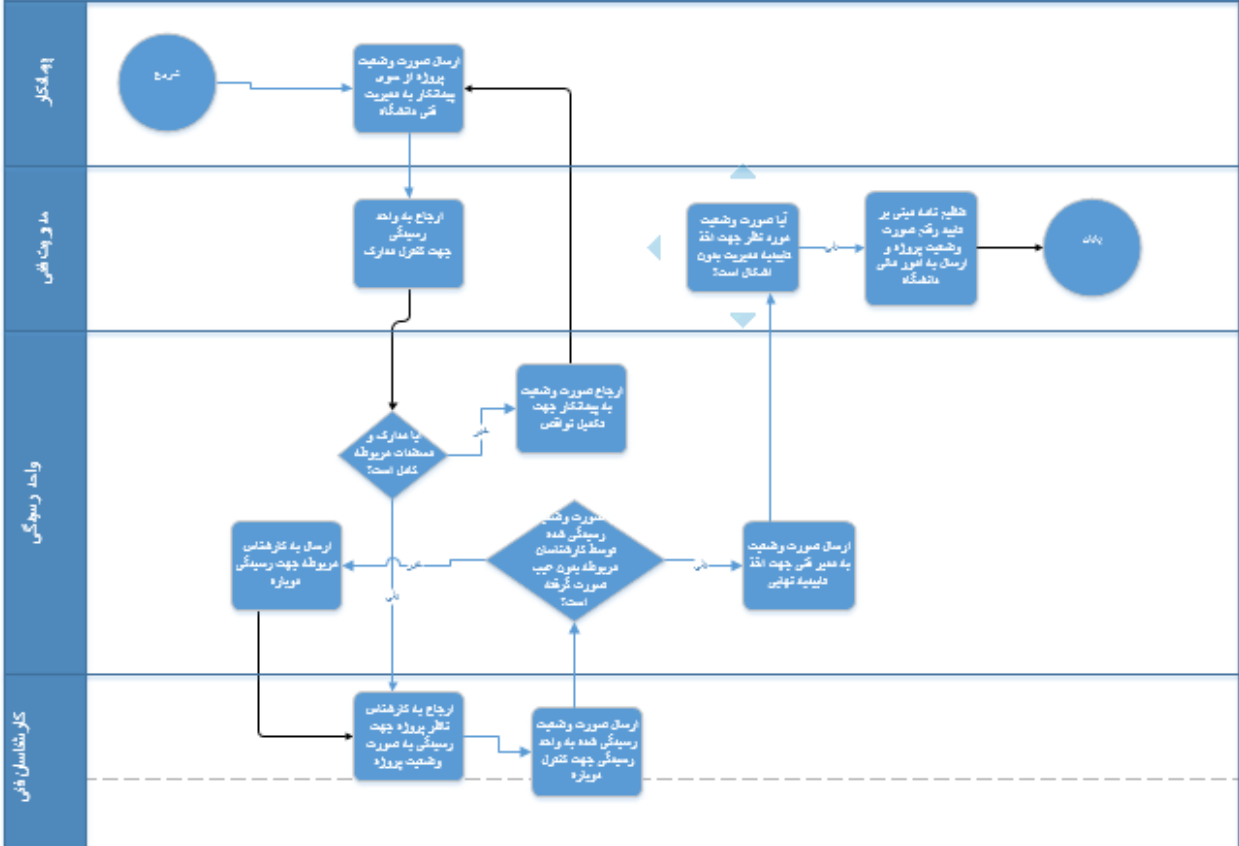 پیمانکار
شروع
ارسال صورت وضعیت
پروژه از سوی
پیمانکار به مدیریت
فنی دانشگاه
مدیریت فنی
ارجاع به واحد
رسیدگی
جهت کنترل مدارک
آیا صورت وضعیت
مورد نظر جهت اخذ
تاییدیه مدیریت بدون
اشکال است؟
بلی
تنظیم نامه مبنی بر
تایید رقم صورت
وضعیت پروژه و
ارسال به امور مالی
دانشگاه
پایان
واحد رسیدگی
ارجاع صورت وضعیت
به پیمانکار جهت
تکمیل نواقص
خیر
یا مدارک و
مستندات مربوطه
کامل است؟
بلی
ارسال به کارشناس
مربوطه جهت رسیدگی
دوباره
خیر
صورت وضعی
رسیدگی شده
توسط کارشناسان
مربوطه بدون عیب
صورت گرفته
است؟
بلی
ارسال صورت وضعیت
به مدیر فنی جهت اخذ
تاییدیه نهایی
کارشناسان فنی
ارجاع به کارشناس
ناظر پروژه جهت
رسیدگی به صورت
وضعیت پروژه
ارسال صورت وضعیت
رسیدگی شده به واحد
رسیدگی جهت کنترل
دوباره